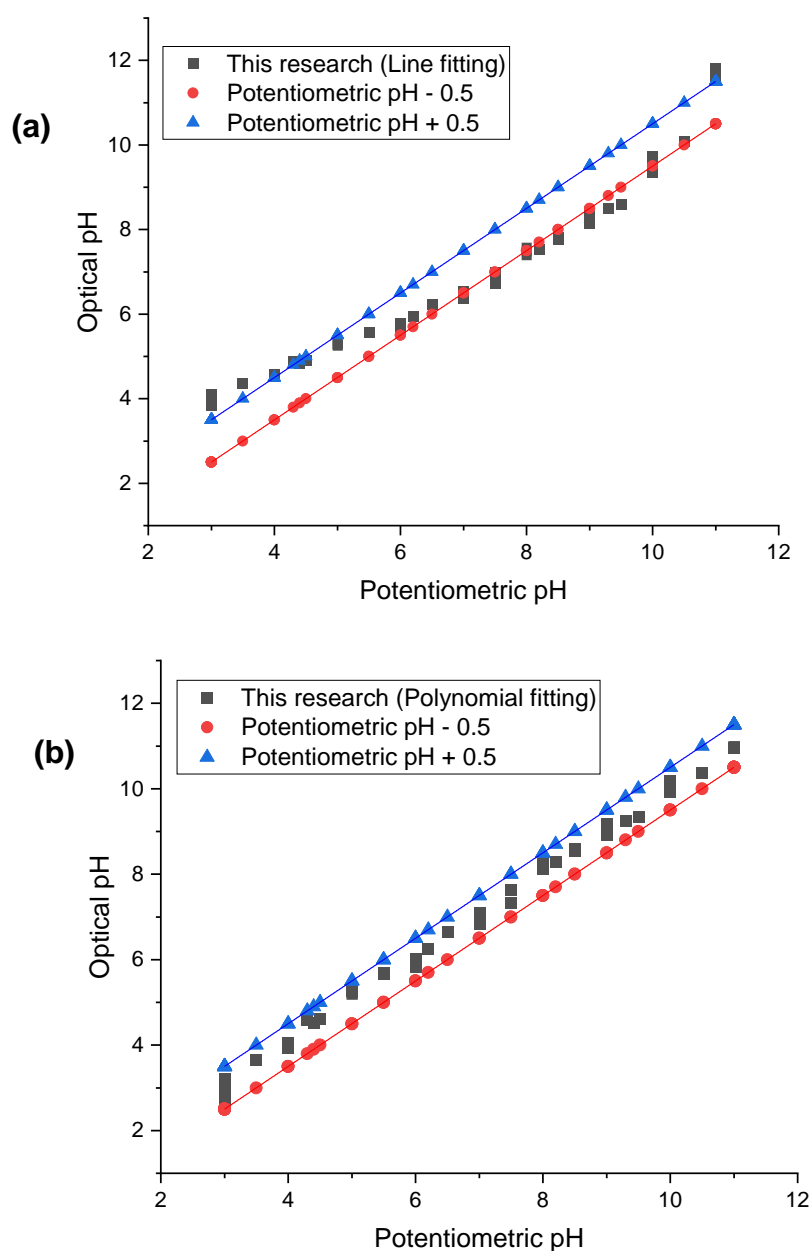 (a)
This research (Line fitting)
Potentiometric pH - 0.5
Potentiometric pH + 0.5
12
10
8
6
4
2
Optical pH
2 4 6 8 10 12
Potentiometric pH
(b)
This research (Polynomial fitting)
Potentiometric pH - 0.5
Potentiometric pH + 0.5
12
10
8
6
4
2
Optical pH
2 4 6 8 10 12
Potentiometric pH